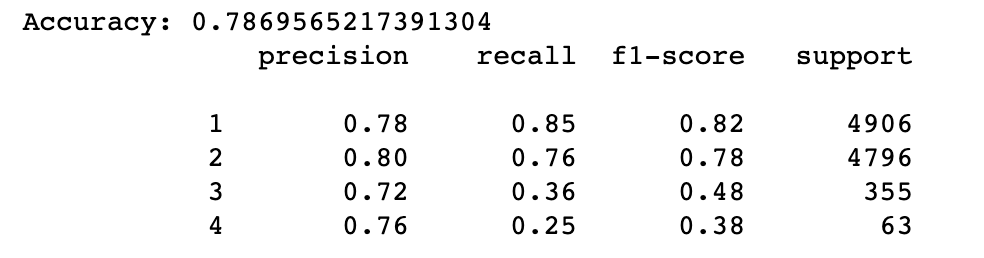 Accuracy: 0.7869565217391304
precision recall f1-score support
1 0.78 0.85 0.82 4906
2 0.80 0.76 0.78 4796
3 0.72 0.36 0.48 355
4 0.76 0.25 0.38 63